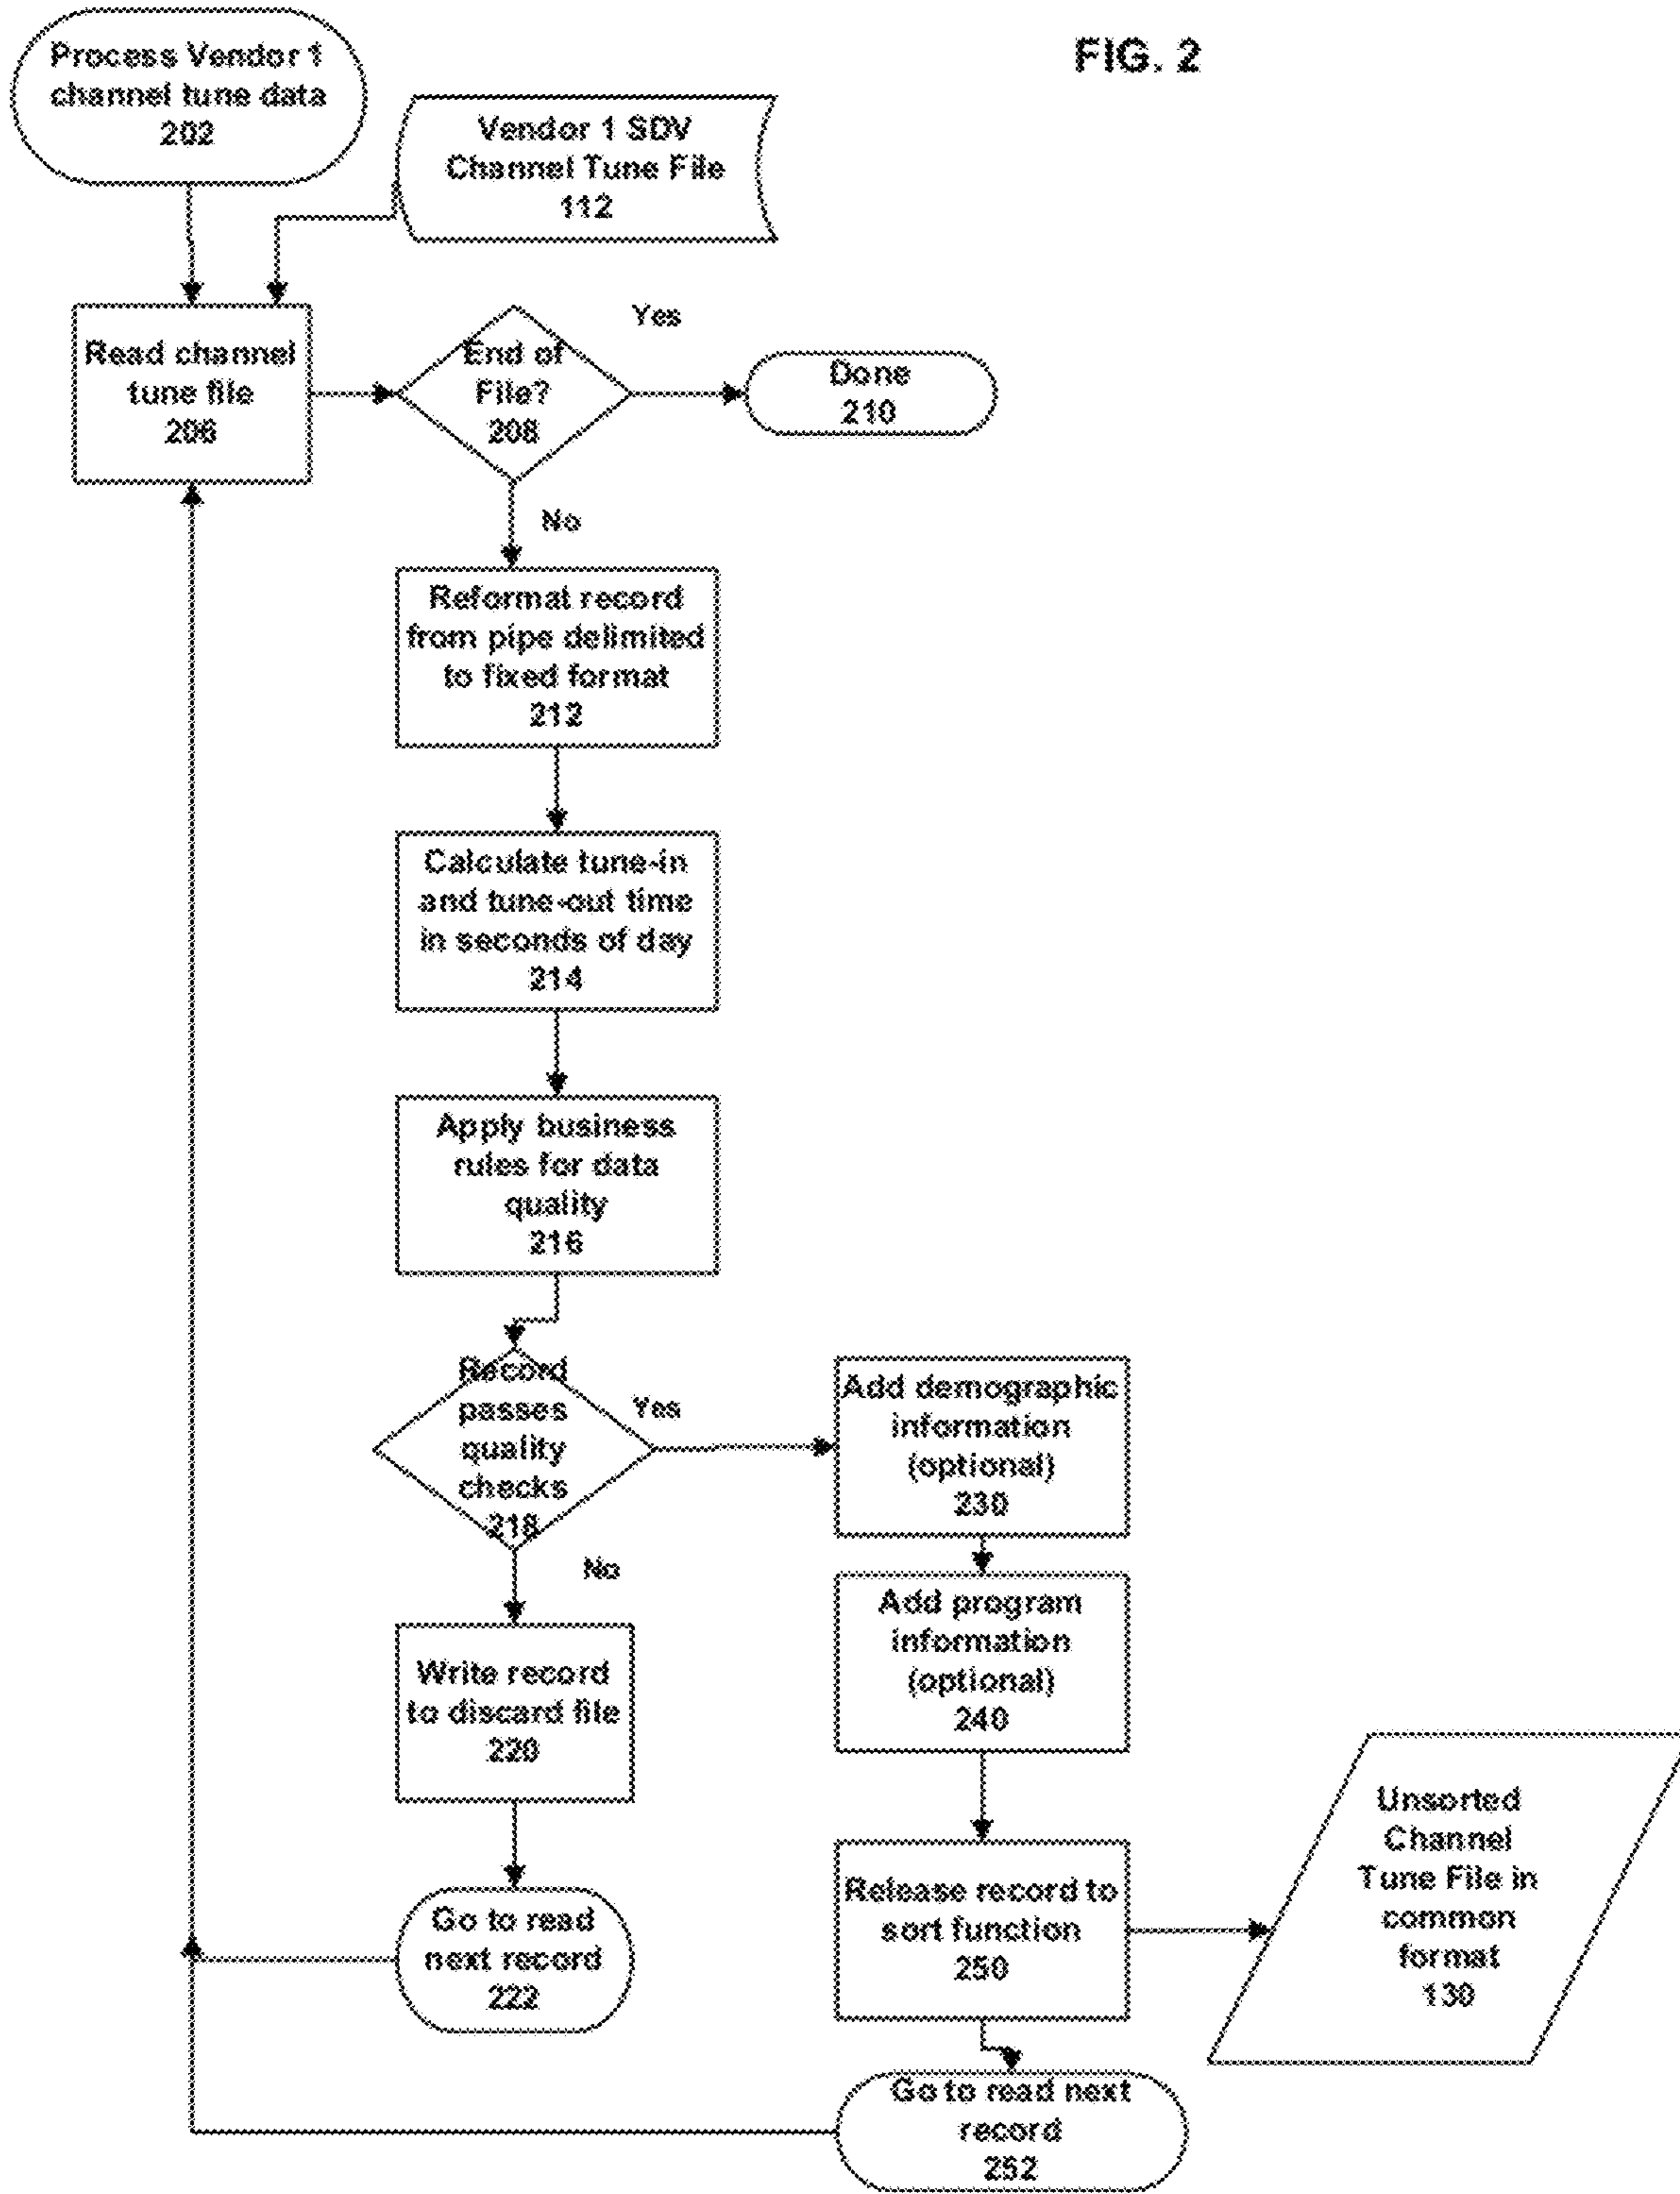 FIG. 2
Process Vendor 1
channel tune data
202
Vendor 1 SDV
Channel Tune File
112
Read channel
tune file
206
End of
File?
208
Yes
Done
210
No
Reformat record
from pipe delimited
to fixed format
212
Calculate tune-in
and tune-out time
in seconds of day
214
Apply business
rules for data
quality
216
Record
passes
quality
checks
218
Yes
Add demographic
information
(optional)
230
No
Add program
information
(optional)
240
Write record
to discard file
220
Release record to
sort function
250
Unsorted
Channel
Tune File in
common
format
130
Go to read
next record
222
Go to read next
record
252